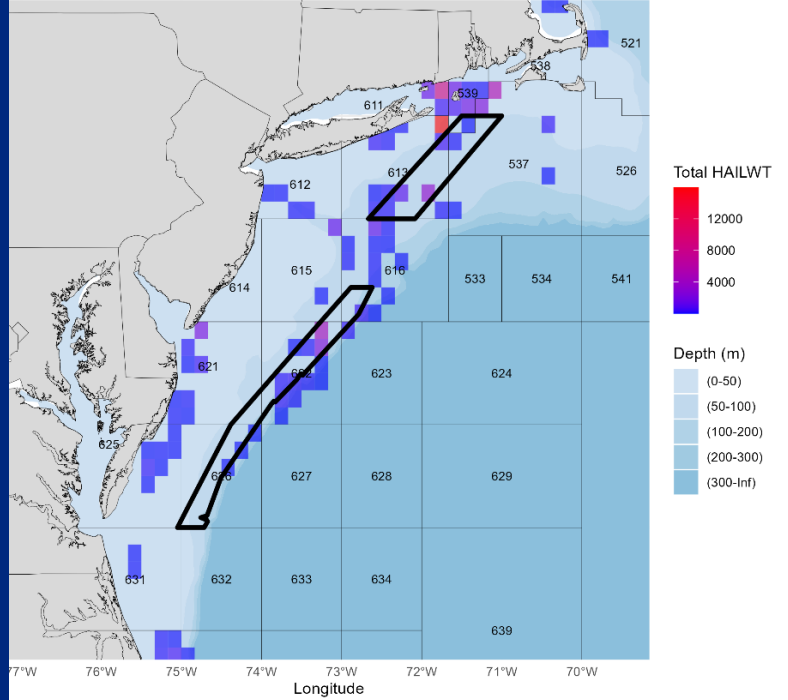 521
538
539
611
613
537
526
612
614
615
616
533
534
541
621
622
623
624
625
626
627
628
629
631
632
633
634
639
77°W
76°W
75°W
74°W
73°W
72°W
71°W
70°W
Longitude
Total HAILWT
12000
8000
4000
Depth (m)
(0-50)
(50-100)
(100-200)
(200-300)
(300-Inf)